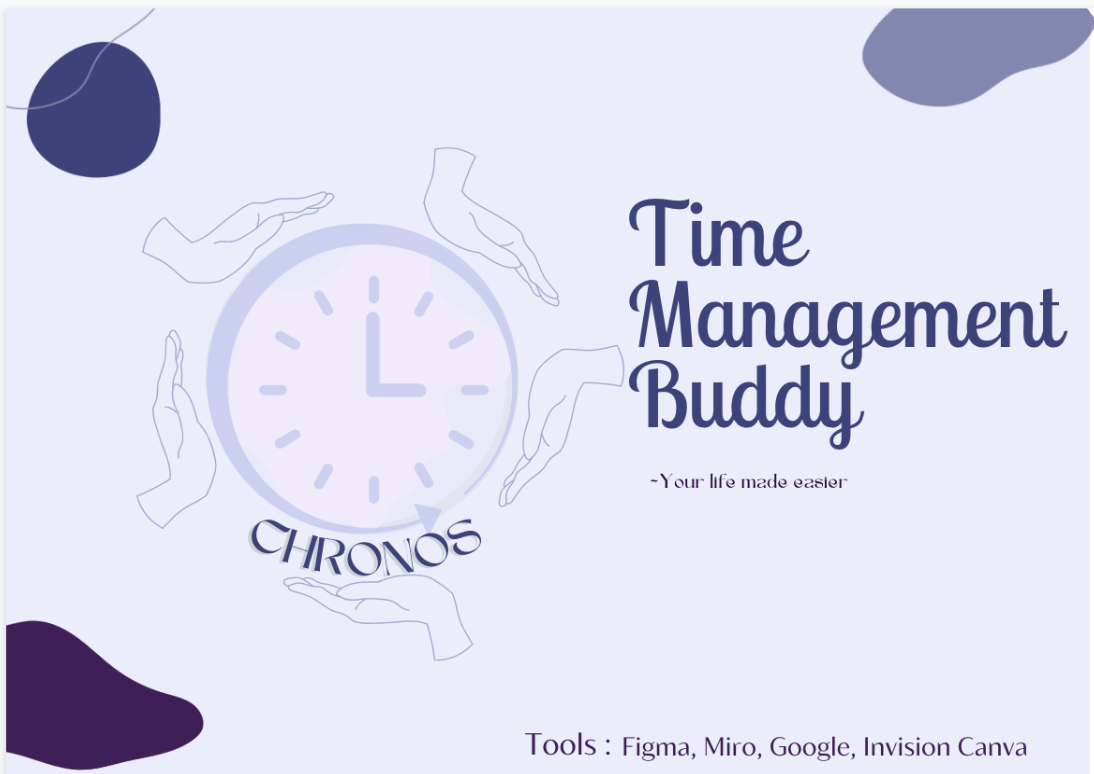 Time
Management
Buddy
~Your life made easier
CHRONOS
Tools : Figma, Miro, Google, Invision Canva